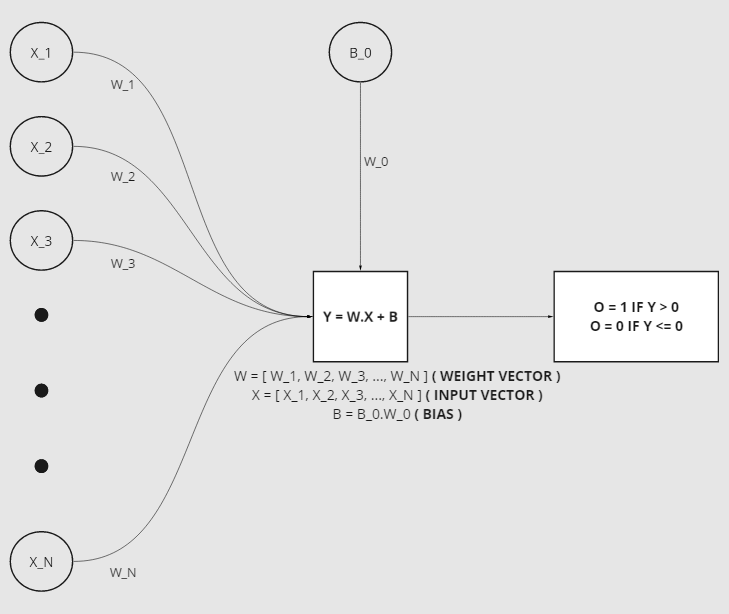 X_1
B_0
W_1
X_2
W_0
W_2
X_3
W_3
Y = W.X + B
O = 1 IF Y > 0
O = 0 IF Y <= 0
W = [ W_1, W_2, W_3, ..., W_N ] ( WEIGHT VECTOR )
X = [ X_1, X_2, X_3, ..., X_N ] ( INPUT VECTOR )
B = B_0.W_0 ( BIAS )
X_N
W_N